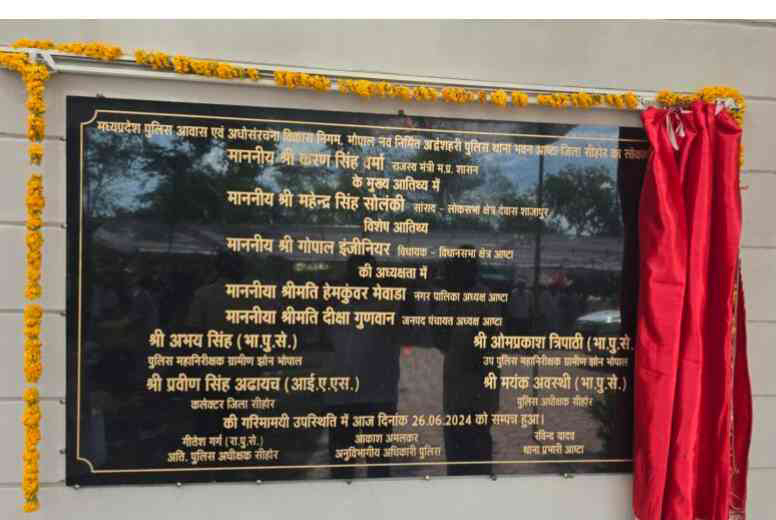 मध्यप्रदेश पुलिस आवास एवं अधोसंरचना विकास निगम, भोपाल नव निर्मित अर्द्धशहरी पुलिस थाना भवन आष्टा जिला सीहोर का
माननीय श्री करण सिंह वर्मा राजस्व मंत्री म.प्र. शासन
के मुख्य आतिथ्य में
माननीय श्री महेन्द्र सिंह सोलंकी सांसद - लोकसभा क्षेत्र देवास शाजापुर
विशेष आतिथ्य
माननीय श्री गोपाल इंजीनियर विधायक - विधानसभा क्षेत्र आष्टा
की अध्यक्षता में
माननीया श्रीमति हेमकुंवर मेवाडा नगर पालिका अध्यक्ष आष्टा
माननीया श्रीमति दीक्षा गुणवान जनपद पंचायत अध्यक्ष आष्टा
श्री अभय सिंह (भा.पु.से.) श्री ओमप्रकाश त्रिपाठी (भा.पु.से.
पुलिस महानिरीक्षक ग्रामीण झोन भोपाल उप पुलिस महानिरीक्षक ग्रामीण झोन भोपाल
श्री प्रवीण सिंह अढायच (आई.ए.एस.) श्री मयंक अवस्थी (भा.पु.से.)
कलेक्टर जिला सीहोर पुलिस अधीक्षक सीहोर
की गरिमामयी उपस्थिति में आज दिनांक 26.06.2024 को सम्पन्न हुआ।
गीतेश गर्ग (रा.पु.से.) आकाश अमलकर रविन्द्र यादव
अति. पुलिस अधीक्षक सीहोर अनुविभागीय अधिकारी पुलिस थाना प्रभारी आष्टा